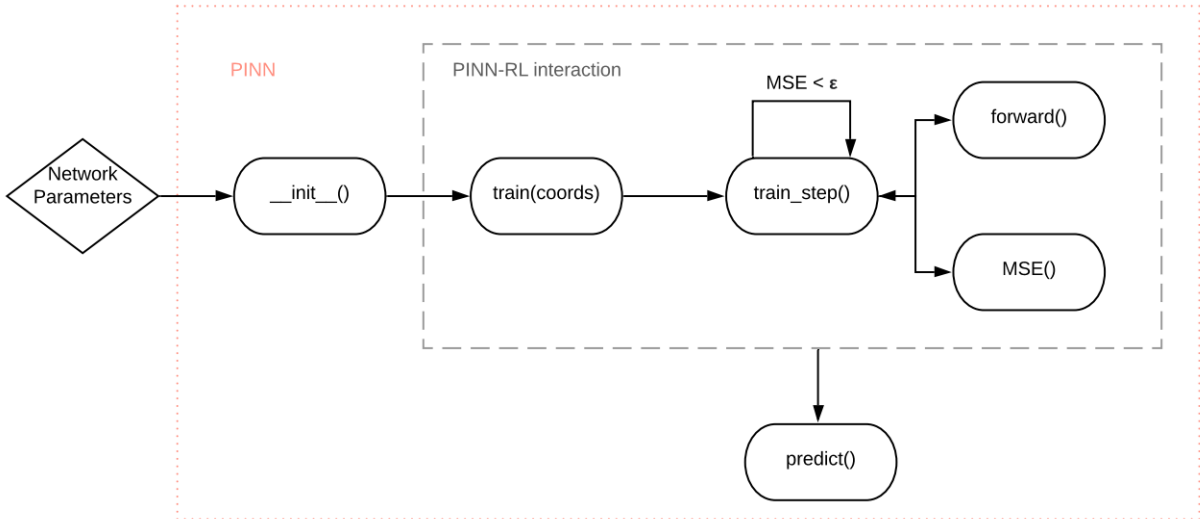 PINN
PINN-RL interaction
MSE < ε
forward()
Network
Parameters
__init__()
train(coords)
train_step()
MSE()
predict()